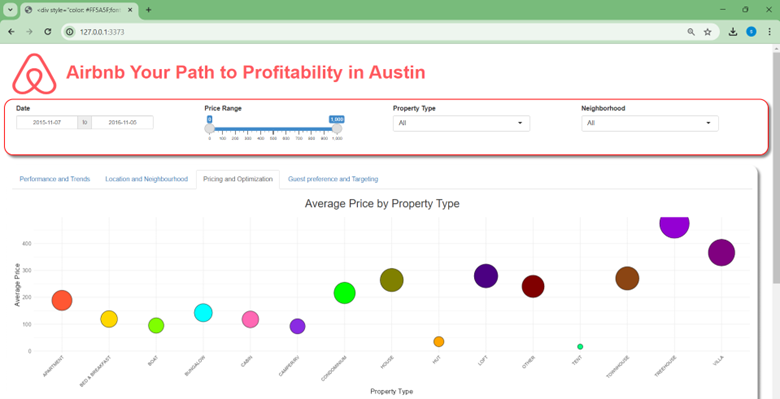 <div style="color: #FF5A5F;font
127.0.0.1:3373
s
Airbnb Your Path to Profitability in Austin
Date Price Range Property Type Neighborhood
0 1,000
2015-11-07 to 2016-11-05 All All
0 100 200 300 400 500 600 700 800 900 1,000
Performance and Trends Location and Neighbourhood Pricing and Optimization Guest preference and Targeting
Average Price by Property Type
400
300
200
100
0
Average Price
APARTMENT BED & BREAKFAST BOAT BUNGALOW CABIN CAMPER/RV CONDOMINIUM HOUSE HUT LOFT OTHER TENT TOWNHOUSE TREEHOUSE VILLA
Property Type